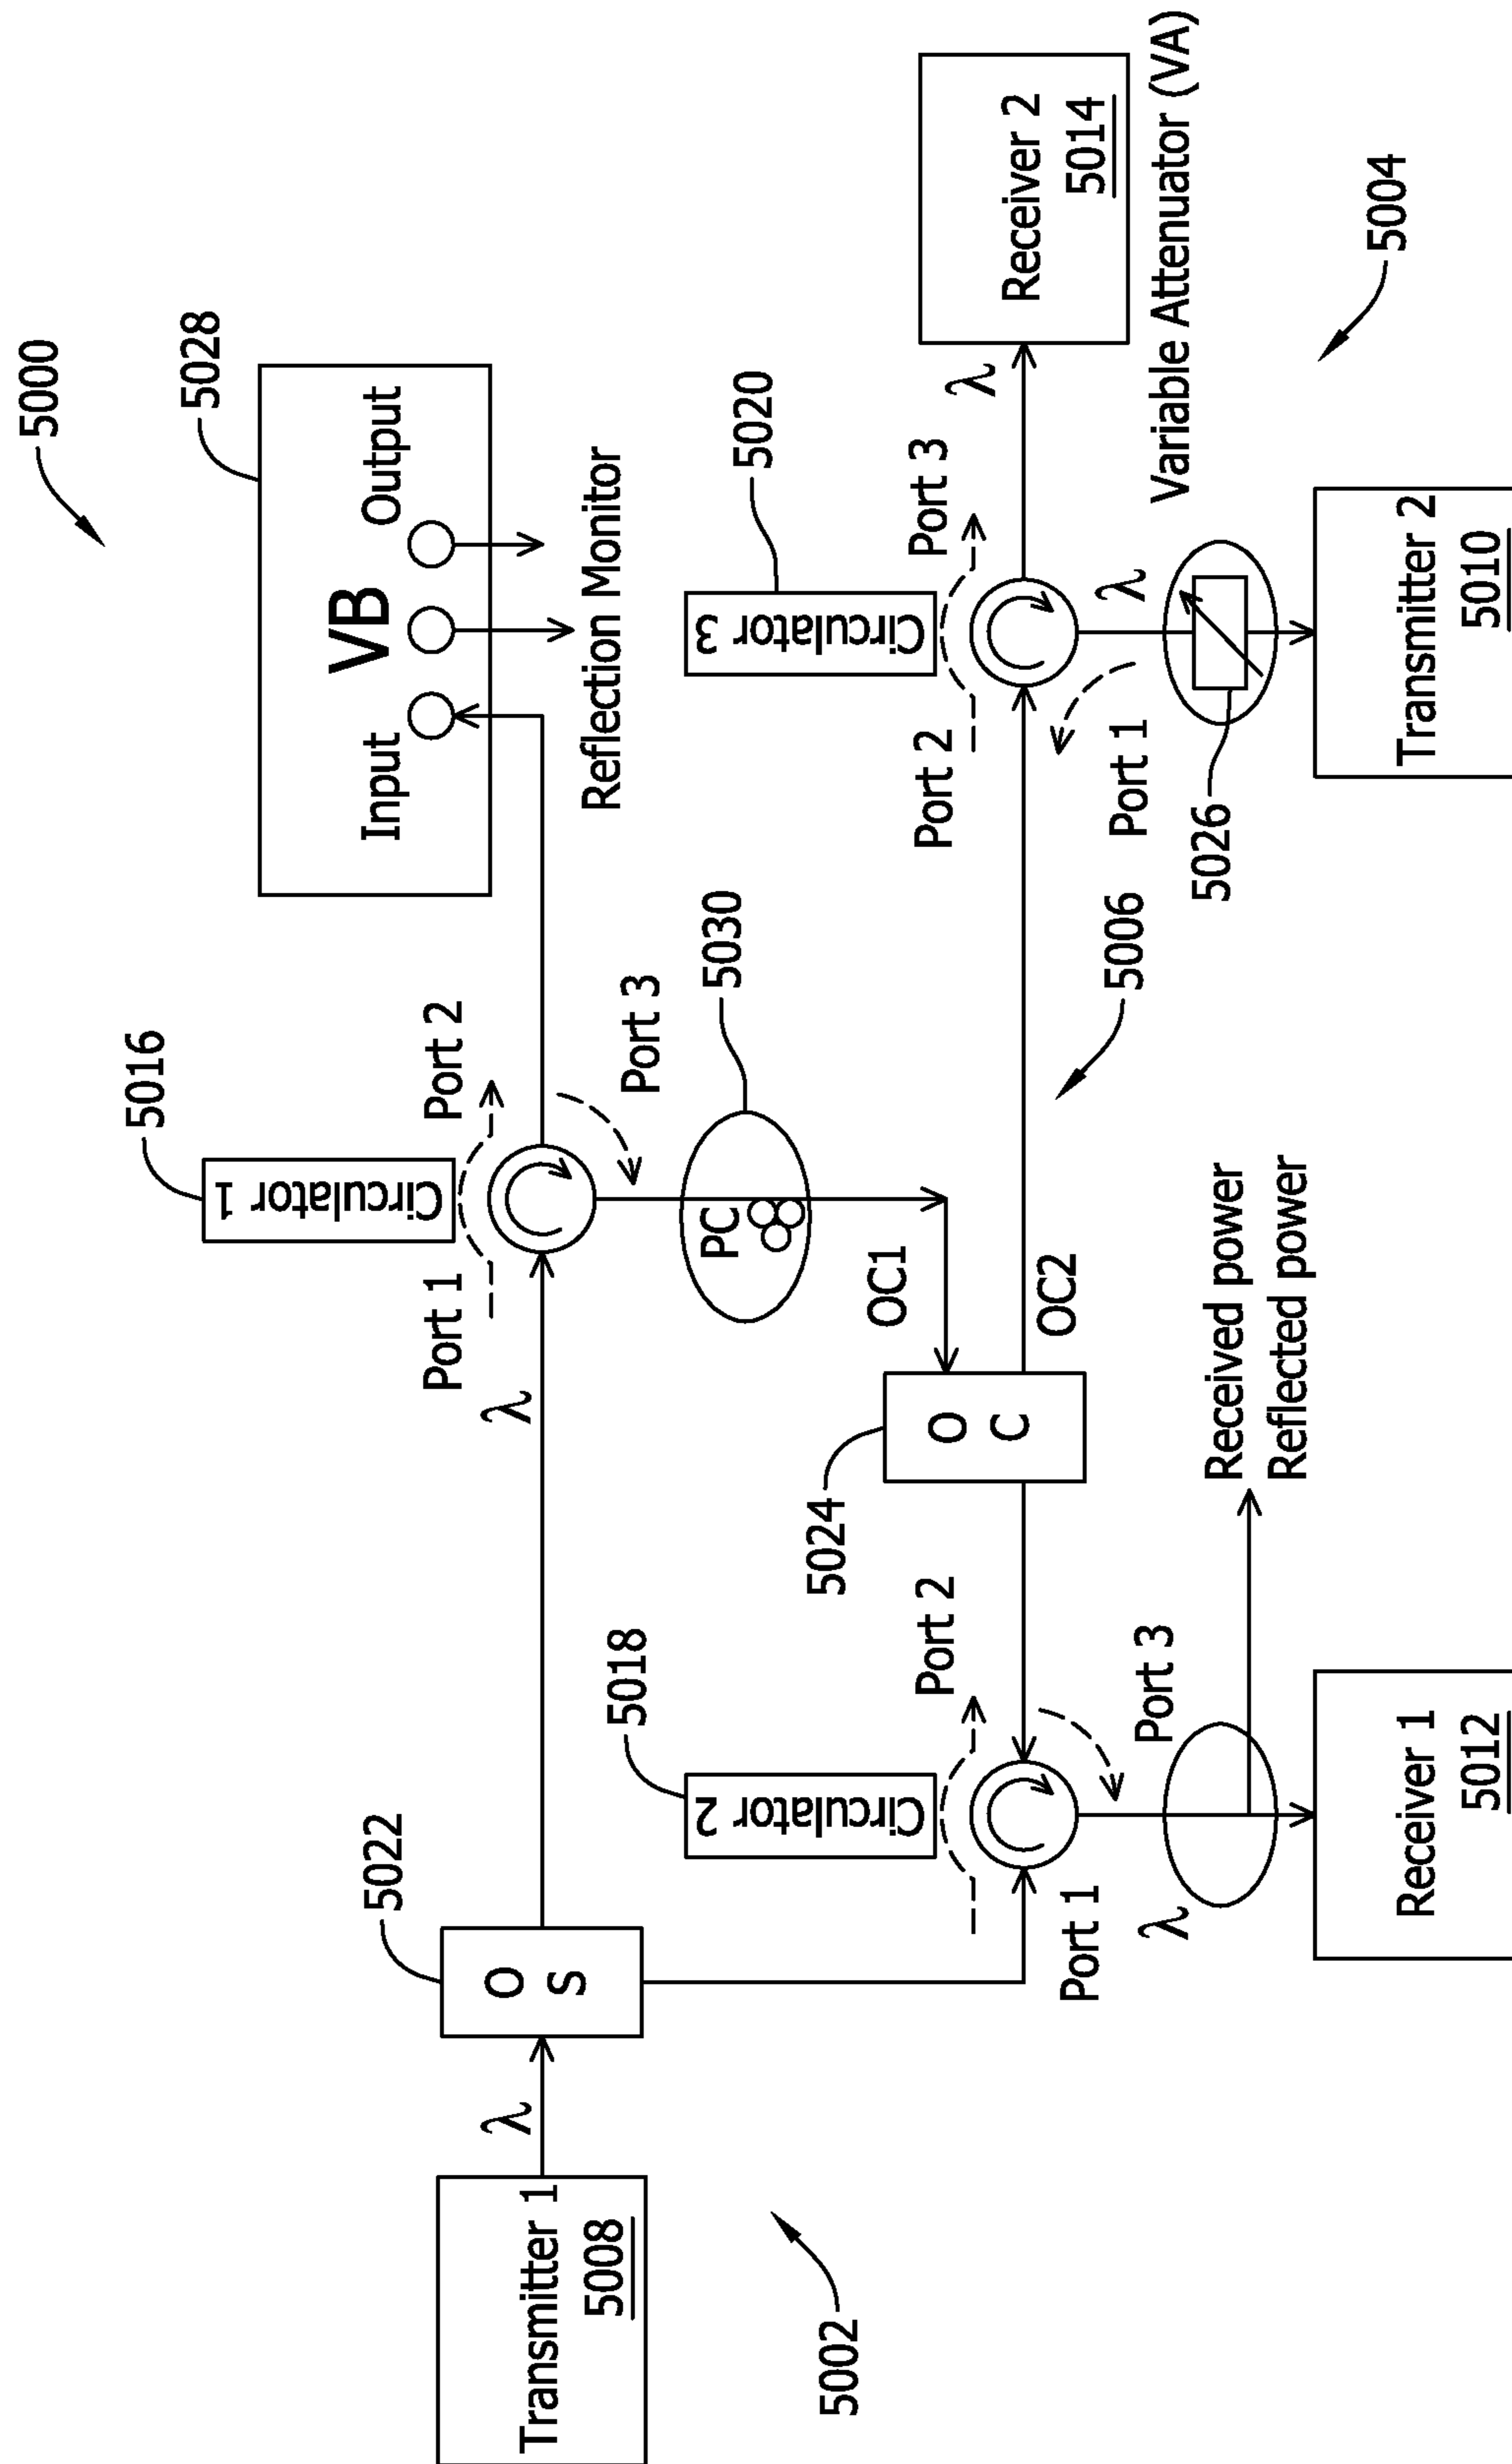 5000
5028
Input
VB
Output
Reflection Monitor
5016
Circulator 1
Port 1
Port 2
Port 3
λ
5022
O
S
λ
Transmitter 1
5008
5002
5030
PC
OC1
5018
Circulator 2
Port 1
Port 2
Port 3
λ
5024
O
C
OC2
5006
5020
Circulator 3
Port 2
Port 3
Port 1
λ
λ
Receiver 2
5014
Variable Attenuator (VA)
5004
5026
Transmitter 2
5010
Received power
Reflected power
Receiver 1
5012